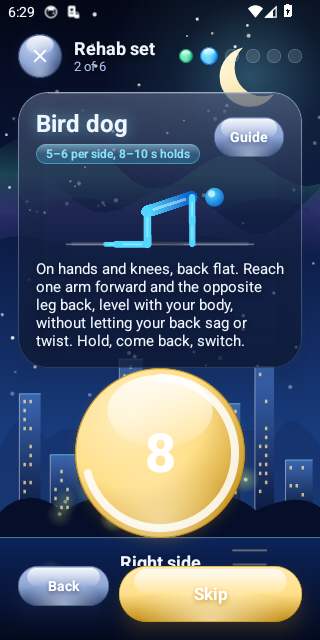 6:29
Rehab set
2 of 6
Bird dog
Guide
5–6 per side, 8–10 s holds
On hands and knees, back flat. Reach
one arm forward and the opposite
leg back, level with your body,
without letting your back sag or
twist. Hold, come back, switch.
8
Right side
Back
Skip